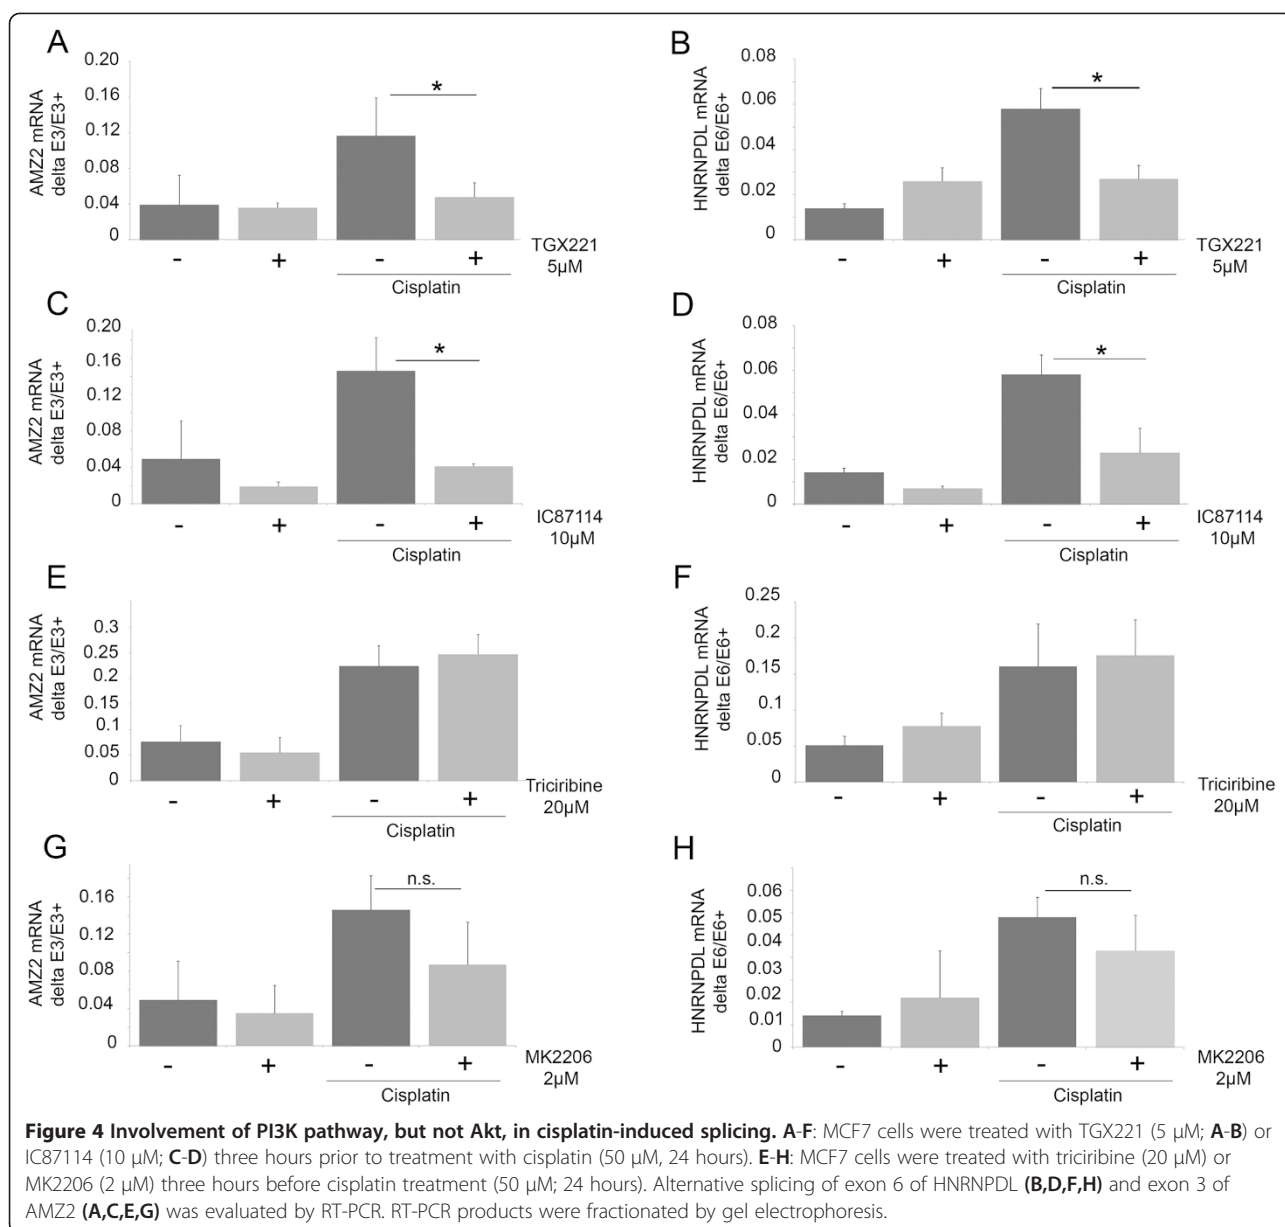 A
AMZ2 mRNA
delta E3/E3+
0.20
0.16
0.12
0.08
0.04
0
*
- + - +
TGX221
5μM
Cisplatin
B
HNRNPDL mRNA
delta E6/E6+
0.08
0.06
0.04
0.02
0
*
- + - +
TGX221
5μM
Cisplatin
C
AMZ2 mRNA
delta E3/E3+
0.20
0.16
0.12
0.08
0.04
0
*
- + - +
IC87114
10μM
Cisplatin
D
HNRNPDL mRNA
delta E6/E6+
0.08
0.06
0.04
0.02
0
*
- + - +
IC87114
10μM
Cisplatin
E
AMZ2 mRNA
delta E3/E3+
0.3
0.25
0.2
0.15
0.1
0.05
0
- + - +
Triciribine
20μM
Cisplatin
F
HNRNPDL mRNA
delta E6/E6+
0.25
0.2
0.15
0.1
0.05
0
- + - +
Triciribine
20μM
Cisplatin
G
AMZ2 mRNA
delta E3/E3+
0.16
0.12
0.08
0.04
0
n.s.
- + - +
MK2206
2μM
Cisplatin
H
HNRNPDL mRNA
delta E6/E6+
0.06
0.05
0.04
0.03
0.02
0.01
0
n.s.
- + - +
MK2206
2μM
Cisplatin
Figure 4 Involvement of PI3K pathway, but not Akt, in cisplatin-induced splicing. A-F: MCF7 cells were treated with TGX221 (5 μM; A-B) or
IC87114 (10 μM; C-D) three hours prior to treatment with cisplatin (50 μM, 24 hours). E-H: MCF7 cells were treated with triciribine (20 μM) or
MK2206 (2 μM) three hours before cisplatin treatment (50 μM; 24 hours). Alternative splicing of exon 6 of HNRNPDL (B,D,F,H) and exon 3 of
AMZ2 (A,C,E,G) was evaluated by RT-PCR. RT-PCR products were fractionated by gel electrophoresis.